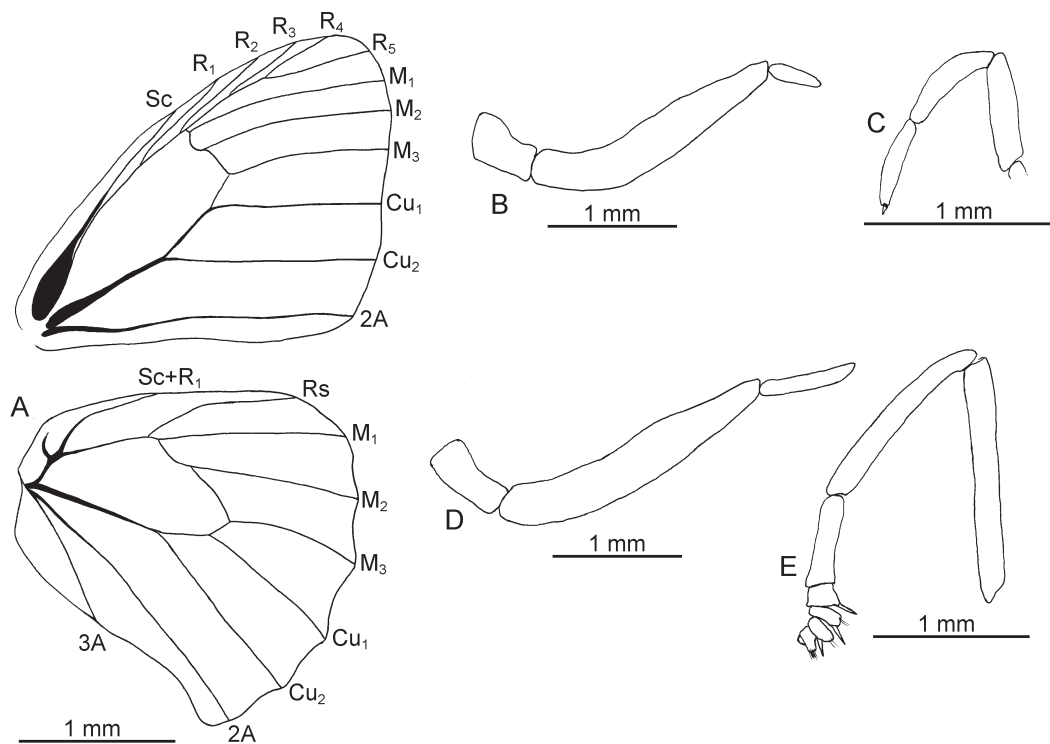 R₁
R₂
R₃
R₄
R₅
Sc
M₁
M₂
M₃
Cu₁
Cu₂
2A
A
Sc+R₁
Rs
M₁
M₂
M₃
Cu₁
Cu₂
2A
3A
1 mm
B
1 mm
C
1 mm
D
1 mm
E
1 mm